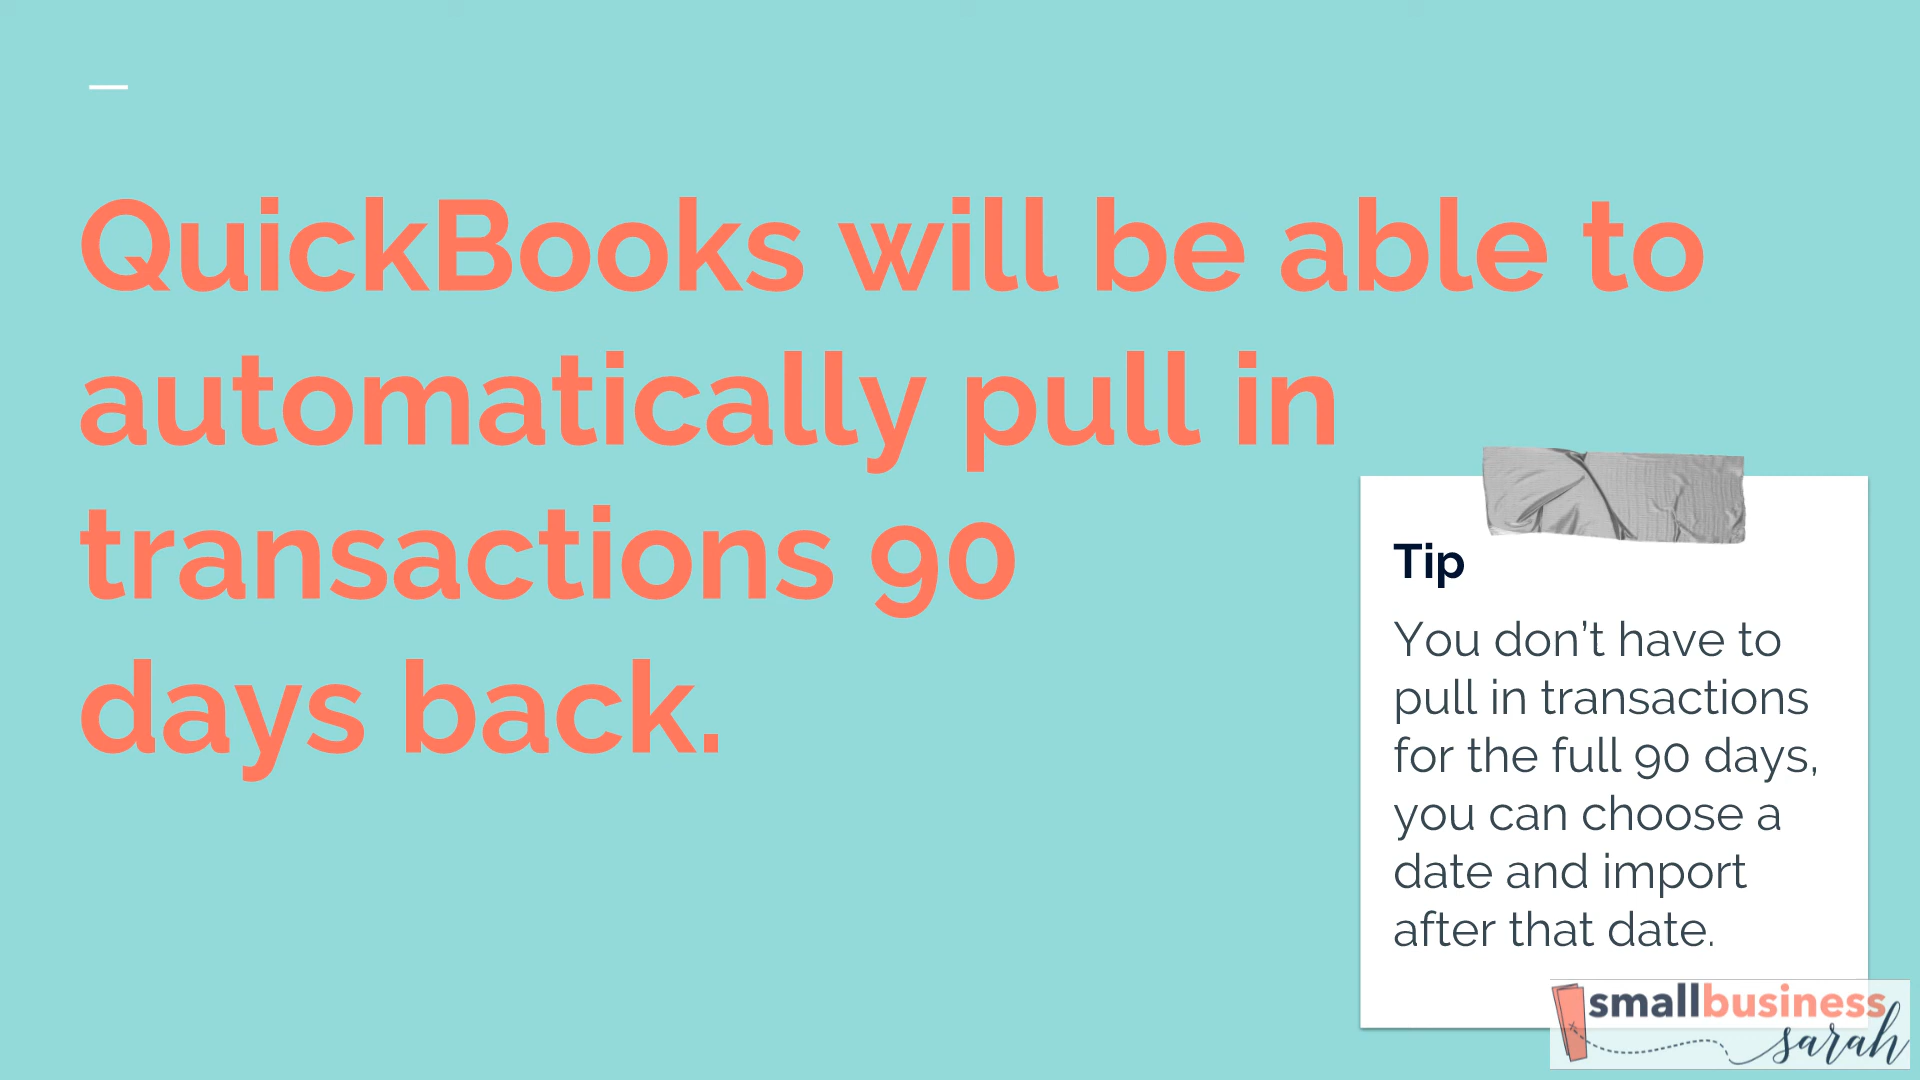 QuickBooks will be able to
automatically pull in
transactions 90
days back.
Tip
You don’t have to
pull in transactions
for the full 90 days,
you can choose a
date and import
after that date.
smallbusiness
sarah